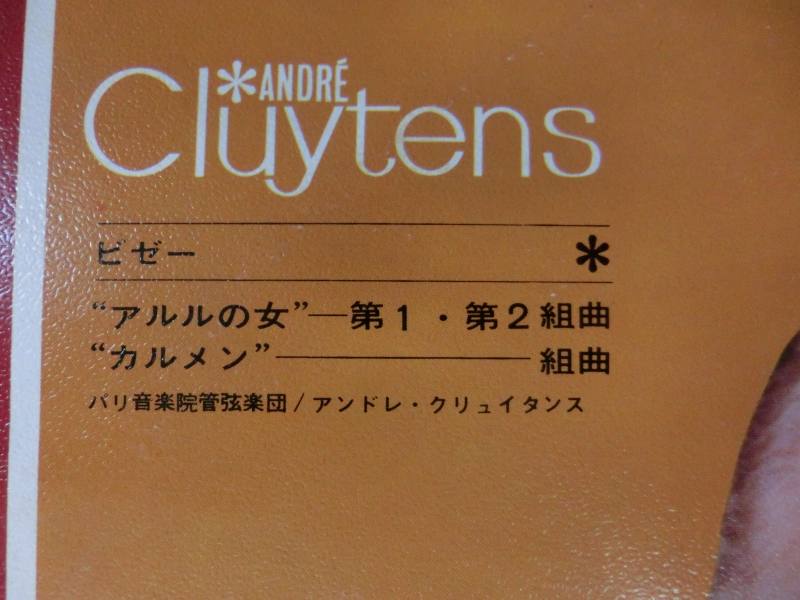 ANDRÉ
Cluytens
ビゼー *
“アルルの女”―第1・第2組曲
“カルメン”―組曲
パリ音楽院管弦楽団/アンドレ・クリュイタンス